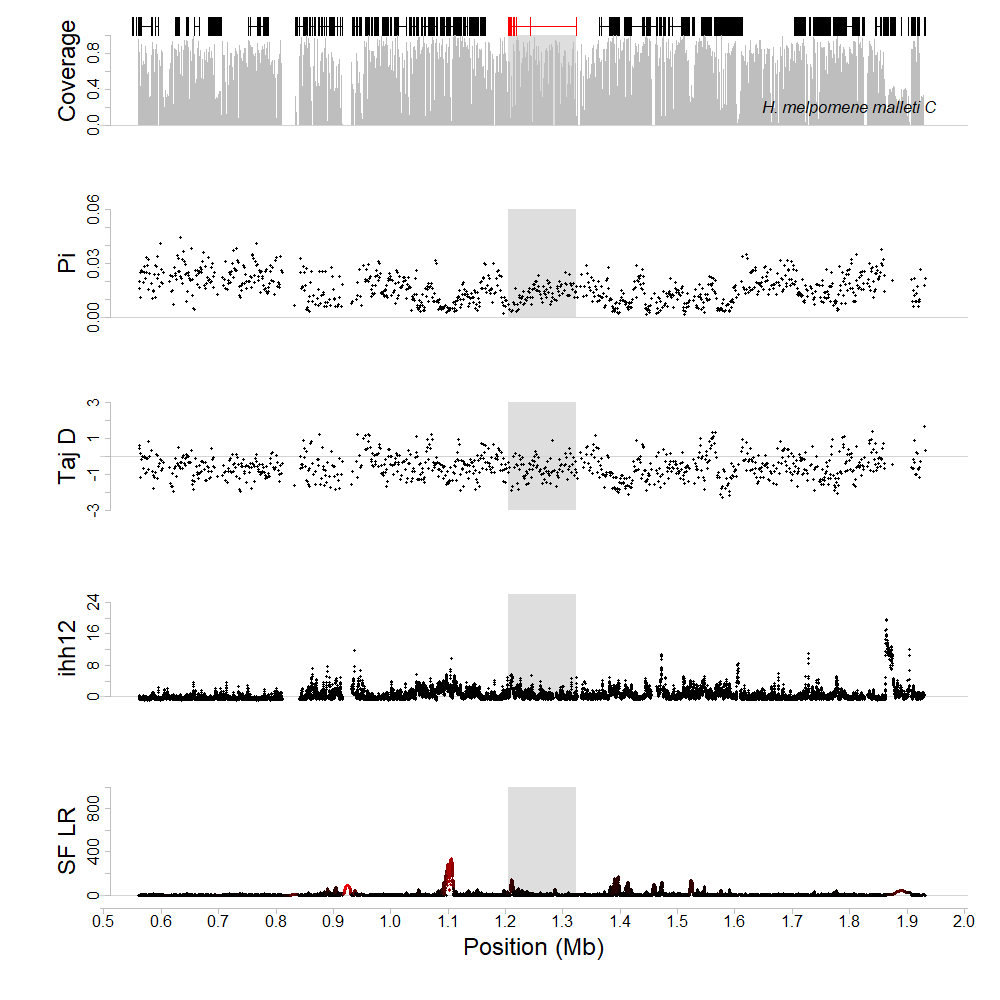 Coverage
0.0 0.4 0.8
H. melpomene malleti C
Pi
0.00 0.03 0.06
Taj D
-3 -1 1 3
ihh12
0 8 16 24
SF LR
0 400 800
0.5 0.6 0.7 0.8 0.9 1.0 1.1 1.2 1.3 1.4 1.5 1.6 1.7 1.8 1.9 2.0
Position (Mb)